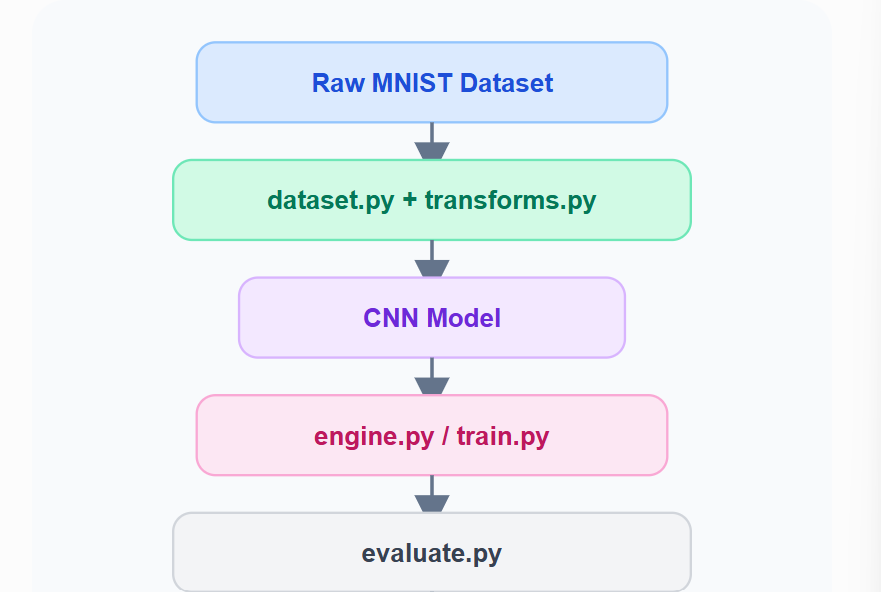 Raw MNIST Dataset
dataset.py + transforms.py
CNN Model
engine.py / train.py
evaluate.py